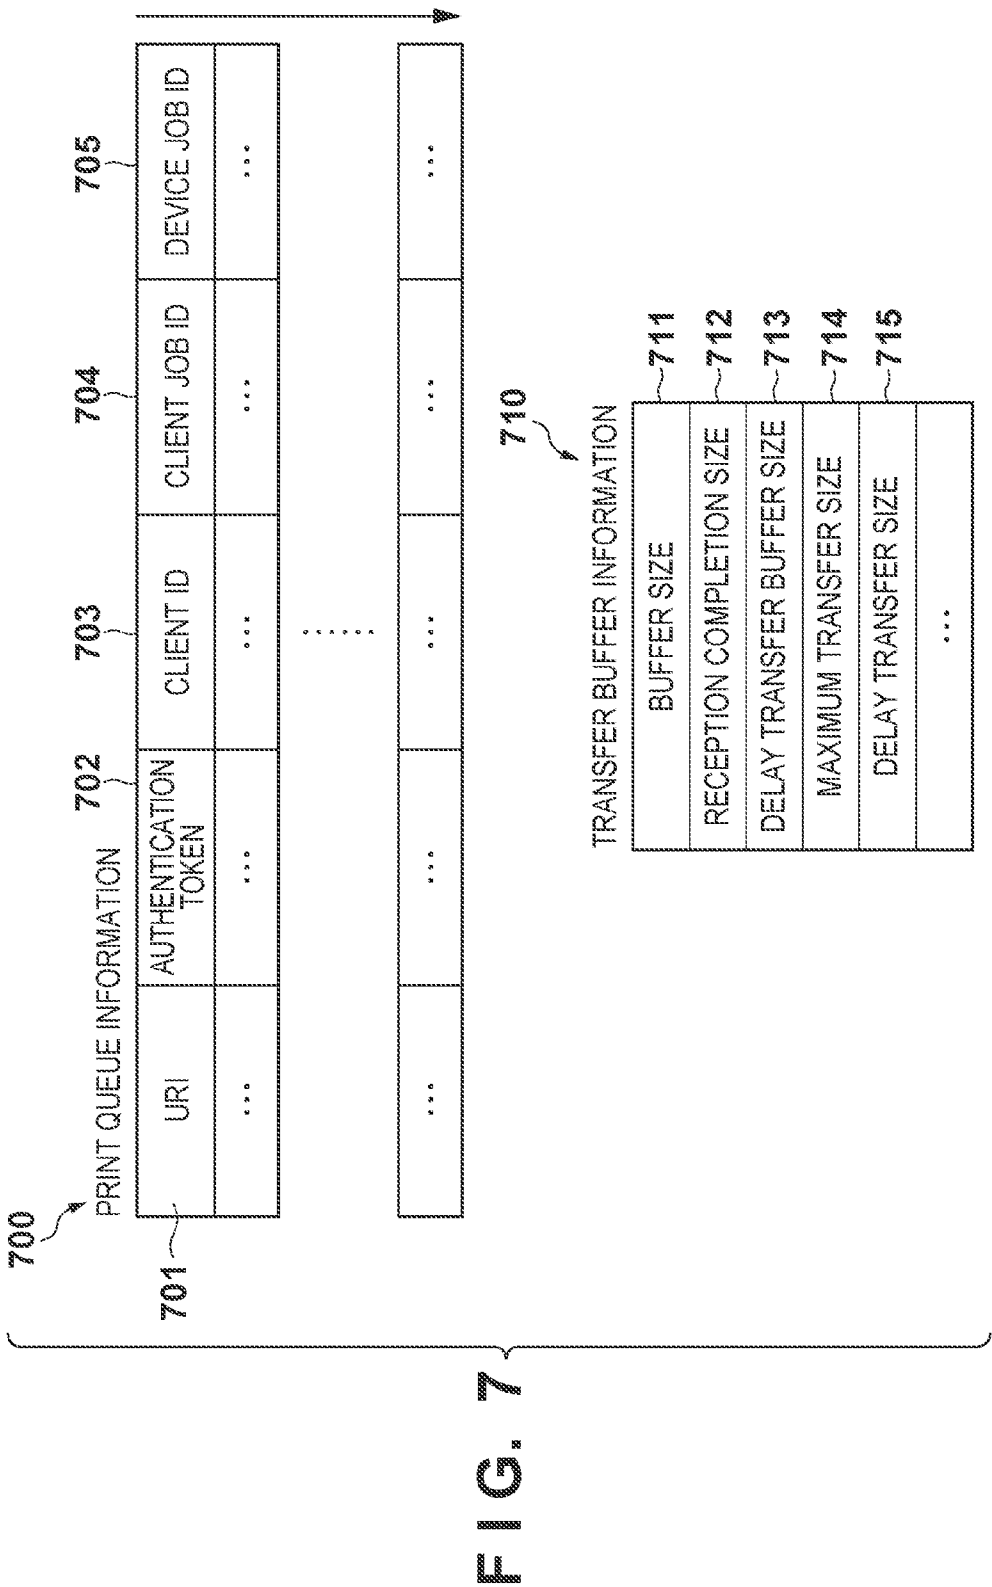 FIG. 7
700
PRINT QUEUE INFORMATION
701
702
703
704
705
URI
AUTHENTICATION
TOKEN
CLIENT ID
CLIENT JOB ID
DEVICE JOB ID
...
...
...
...
...
......
...
...
...
...
...
710
TRANSFER BUFFER INFORMATION
BUFFER SIZE
711
RECEPTION COMPLETION SIZE
712
DELAY TRANSFER BUFFER SIZE
713
MAXIMUM TRANSFER SIZE
714
DELAY TRANSFER SIZE
715
...